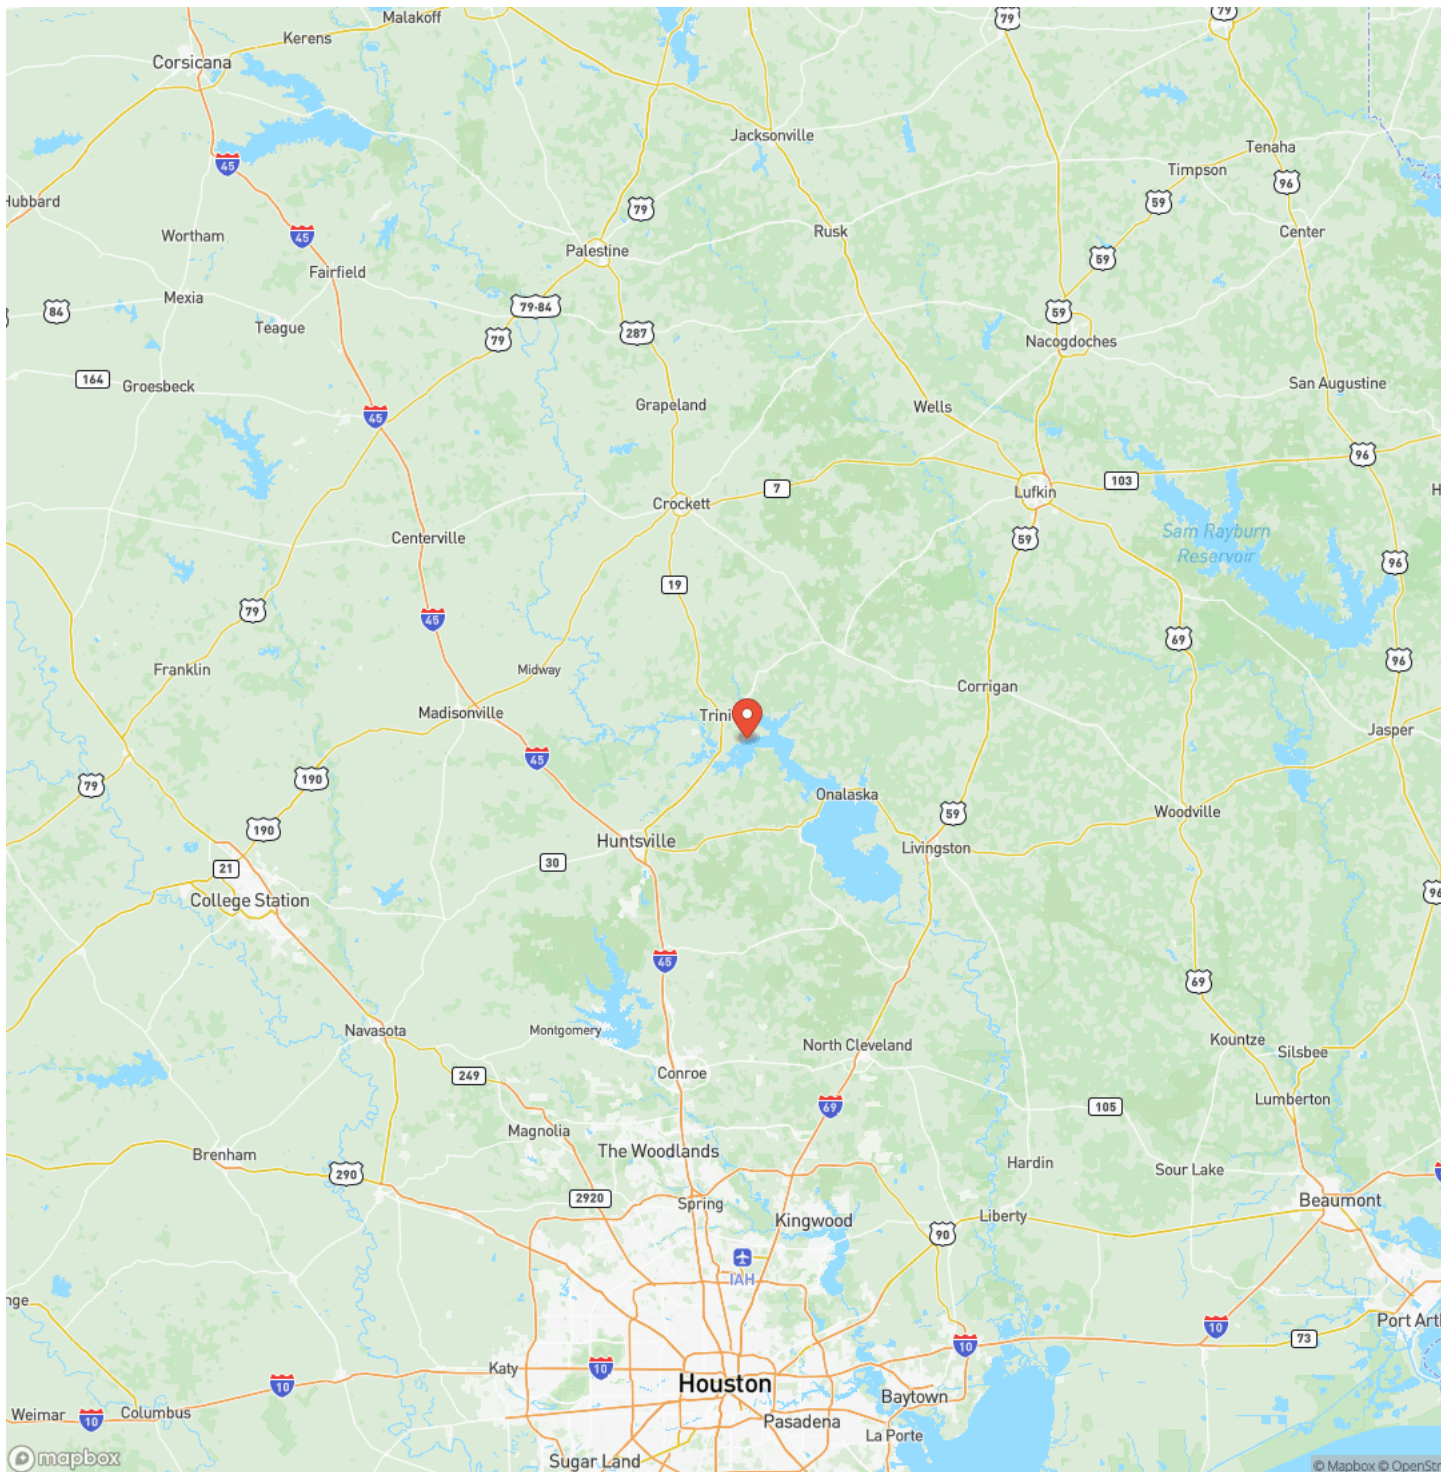 Malakoff
79
79
Kerens
Corsicana
Jacksonville
Tenaha
45
Timpson
96
Hubbard
79
59
Wortham
45
Rusk
Center
Palestine
59
Fairfield
Mexia
84
79-84
59
Teague
79
287
Nacogdoches
164
Groesbeck
San Augustine
Grapeland
Wells
45
96
7
103
Lufkin
Crockett
H
Centerville
59
Sam Rayburn
Reservoir
96
19
79
45
69
Franklin
Midway
96
Corrigan
Madisonville
Trini
Jasper
45
79
190
Onalaska
59
Woodville
190
Huntsville
Livingston
30
21
96
College Station
45
69
Navasota
Montgomery
North Cleveland
Kountze
Silsbee
Conroe
249
69
105
Lumberton
Magnolia
The Woodlands
Brenham
Hardin
Sour Lake
290
2920
Spring
Beaumont
Kingwood
Liberty
90
IAH
nge
Port Art
10
73
10
Katy
10
10
Houston
Baytown
Weimar
10
Columbus
Pasadena
La Porte
Sugar Land
mapbox
© Mapbox © OpenStr